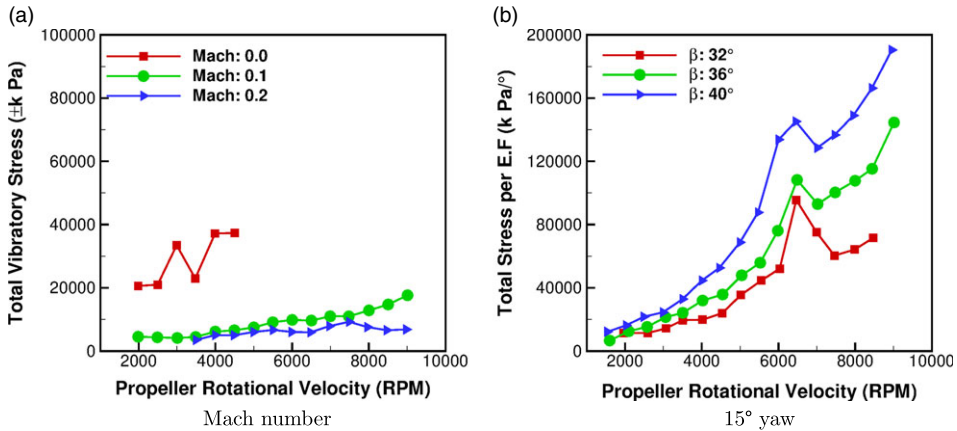 (a)
Total Vibratory Stress (±k Pa)
100000
80000
60000
40000
20000
0
Mach: 0.0
Mach: 0.1
Mach: 0.2
2000 4000 6000 8000 10000
Propeller Rotational Velocity (RPM)
Mach number
(b)
Total Stress per E.F (k Pa/°)
200000
160000
120000
80000
40000
0
β: 32°
β: 36°
β: 40°
2000 4000 6000 8000 10000
Propeller Rotational Velocity (RPM)
15° yaw